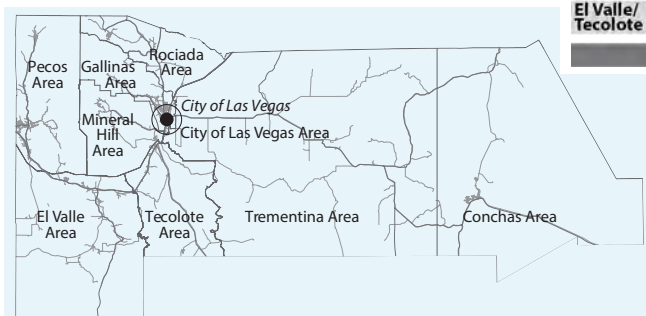 El Valle/
Tecolote
Pecos
Area
Gallinas
Area
Rociada
Area
City of Las Vegas
City of Las Vegas Area
Mineral
Hill
Area
El Valle
Area
Tecolote
Area
Trementina Area
Conchas Area